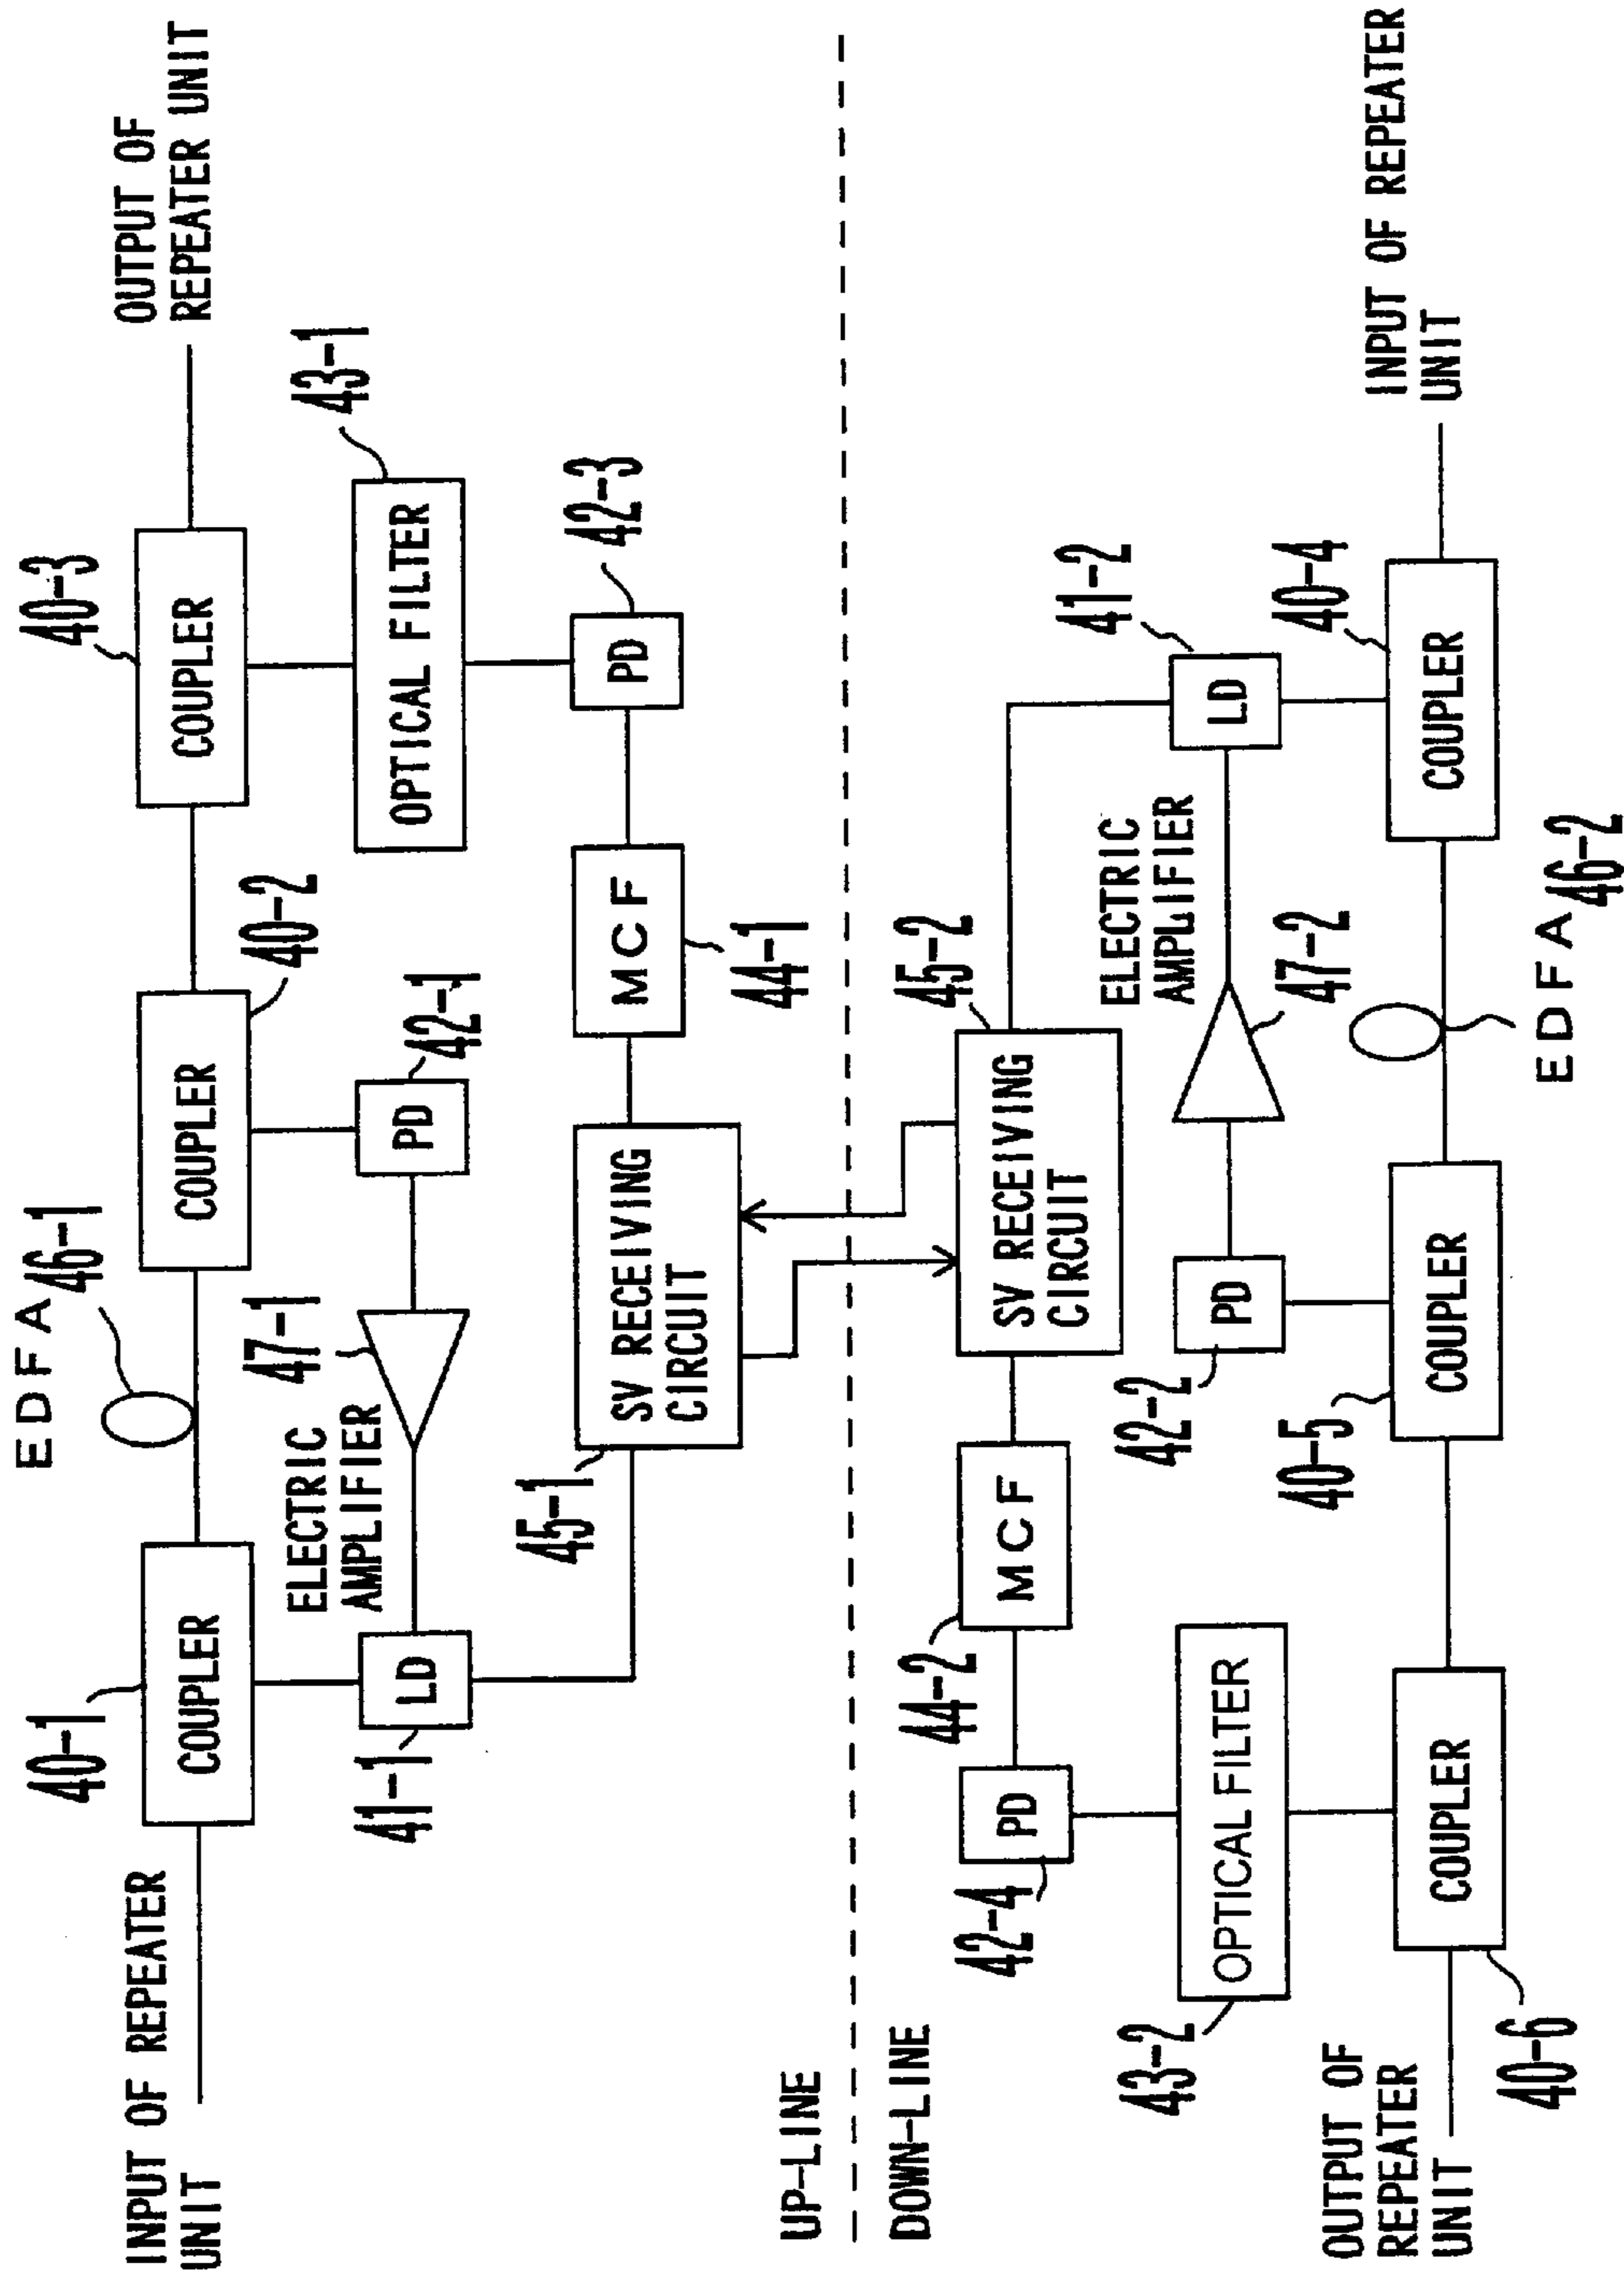 EDFA
46-1
40-1
40-2
40-3
INPUT OF REPEATER
UNIT
COUPLER
COUPLER
COUPLER
OUTPUT OF
REPEATER UNIT
47-1
42-1
43-1
ELECTRIC
AMPLIFIER
LD
PD
OPTICAL FILTER
41-1
45-1
42-3
SV RECEIVING
CIRCUIT
MCF
PD
44-1
UP-LINE
DOWN-LINE
44-2
45-2
PD
MCF
SV RECEIVING
CIRCUIT
42-4
41-2
ELECTRIC
AMPLIFIER
43-2
OPTICAL FILTER
42-2
PD
LD
47-2
40-5
40-4
OUTPUT OF
REPEATER
UNIT
COUPLER
COUPLER
COUPLER
INPUT OF REPEATER
UNIT
40-6
EDFA
46-2